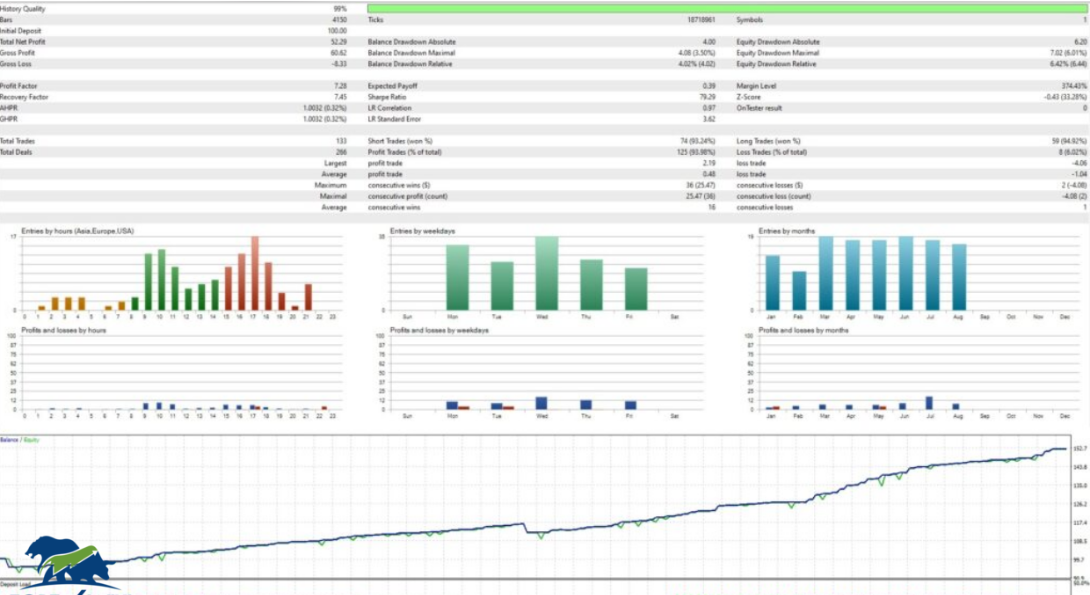 History Quality 99%
Bars 4150 Ticks 18718961 Symbols 1
Initial Deposit 100.00
Total Net Profit 52.29 Balance Drawdown Absolute 4.00 Equity Drawdown Absolute 6.20
Gross Profit 60.62 Balance Drawdown Maximal 4.08 (3.50%) Equity Drawdown Maximal 7.02 (6.01%)
Gross Loss -8.33 Balance Drawdown Relative 4.02% (4.02) Equity Drawdown Relative 6.42% (6.44)
Profit Factor 7.28 Expected Payoff 0.39 Margin Level 374.43%
Recovery Factor 7.45 Sharpe Ratio 79.29 Z-Score -0.43 (33.28%)
AHPR 1.0032 (0.32%) LR Correlation 0.97 OnTester result 0
GHPR 1.0032 (0.32%) LR Standard Error 3.62
Total Trades 133 Short Trades (won %) 74 (93.24%) Long Trades (won %) 59 (94.92%)
Total Deals 266 Profit Trades (% of total) 125 (93.98%) Loss Trades (% of total) 8 (6.02%)
Largest profit trade 2.19 loss trade -4.06
Average profit trade 0.48 loss trade -1.04
Maximum consecutive wins ($) 36 (25.47) consecutive losses ($) 2 (-4.08)
Maximal consecutive profit (count) 25.47 (36) consecutive loss (count) -4.08 (2)
Average consecutive wins 16 consecutive losses 1
Entries by hours (Asia,Europe,USA) Entries by weekdays Entries by months
17
0
0 1 2 3 4 5 6 7 8 9 10 11 12 13 14 15 16 17 18 19 20 21 22 23
35
0
Sun Mon Tue Wed Thu Fri Sat
0
Jan Feb Mar Apr May Jun Jul Aug Sep Oct Nov Dec
Profits and losses by hours Profits and losses by weekdays Profits and losses by months
100 100 100
87 87 87
75 75 75
62 62 62
50 50 50
37 37 37
25 25 25
12 12 12
0 0 0
0 1 2 3 4 5 6 7 8 9 10 11 12 13 14 15 16 17 18 19 20 21 22 23
Sun Mon Tue Wed Thu Fri Sat
Jan Feb Mar Apr May Jun Jul Aug Sep Oct Nov Dec
Balance / Equity
152.7
143.8
135.0
126.2
117.4
108.5
99.7
90.9
Deposit Load
50.0%